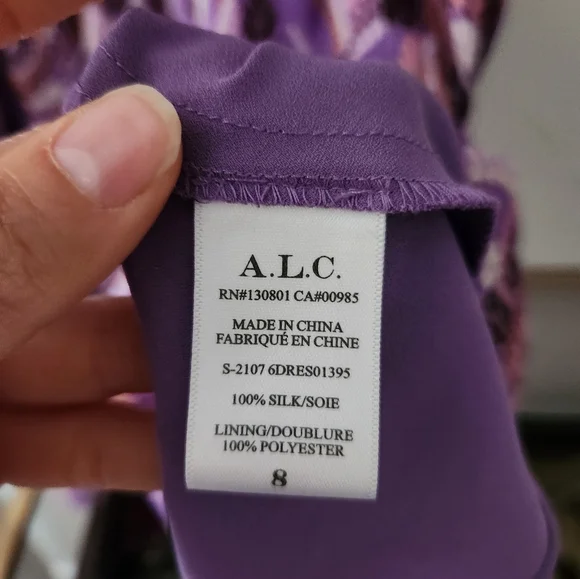 A.L.C.
RN#130801 CA#00985
MADE IN CHINA
FABRIQUÉ EN CHINE
S-2107 6DRES01395
100% SILK/SOIE
LINING/DOUBLURE
100% POLYESTER
8